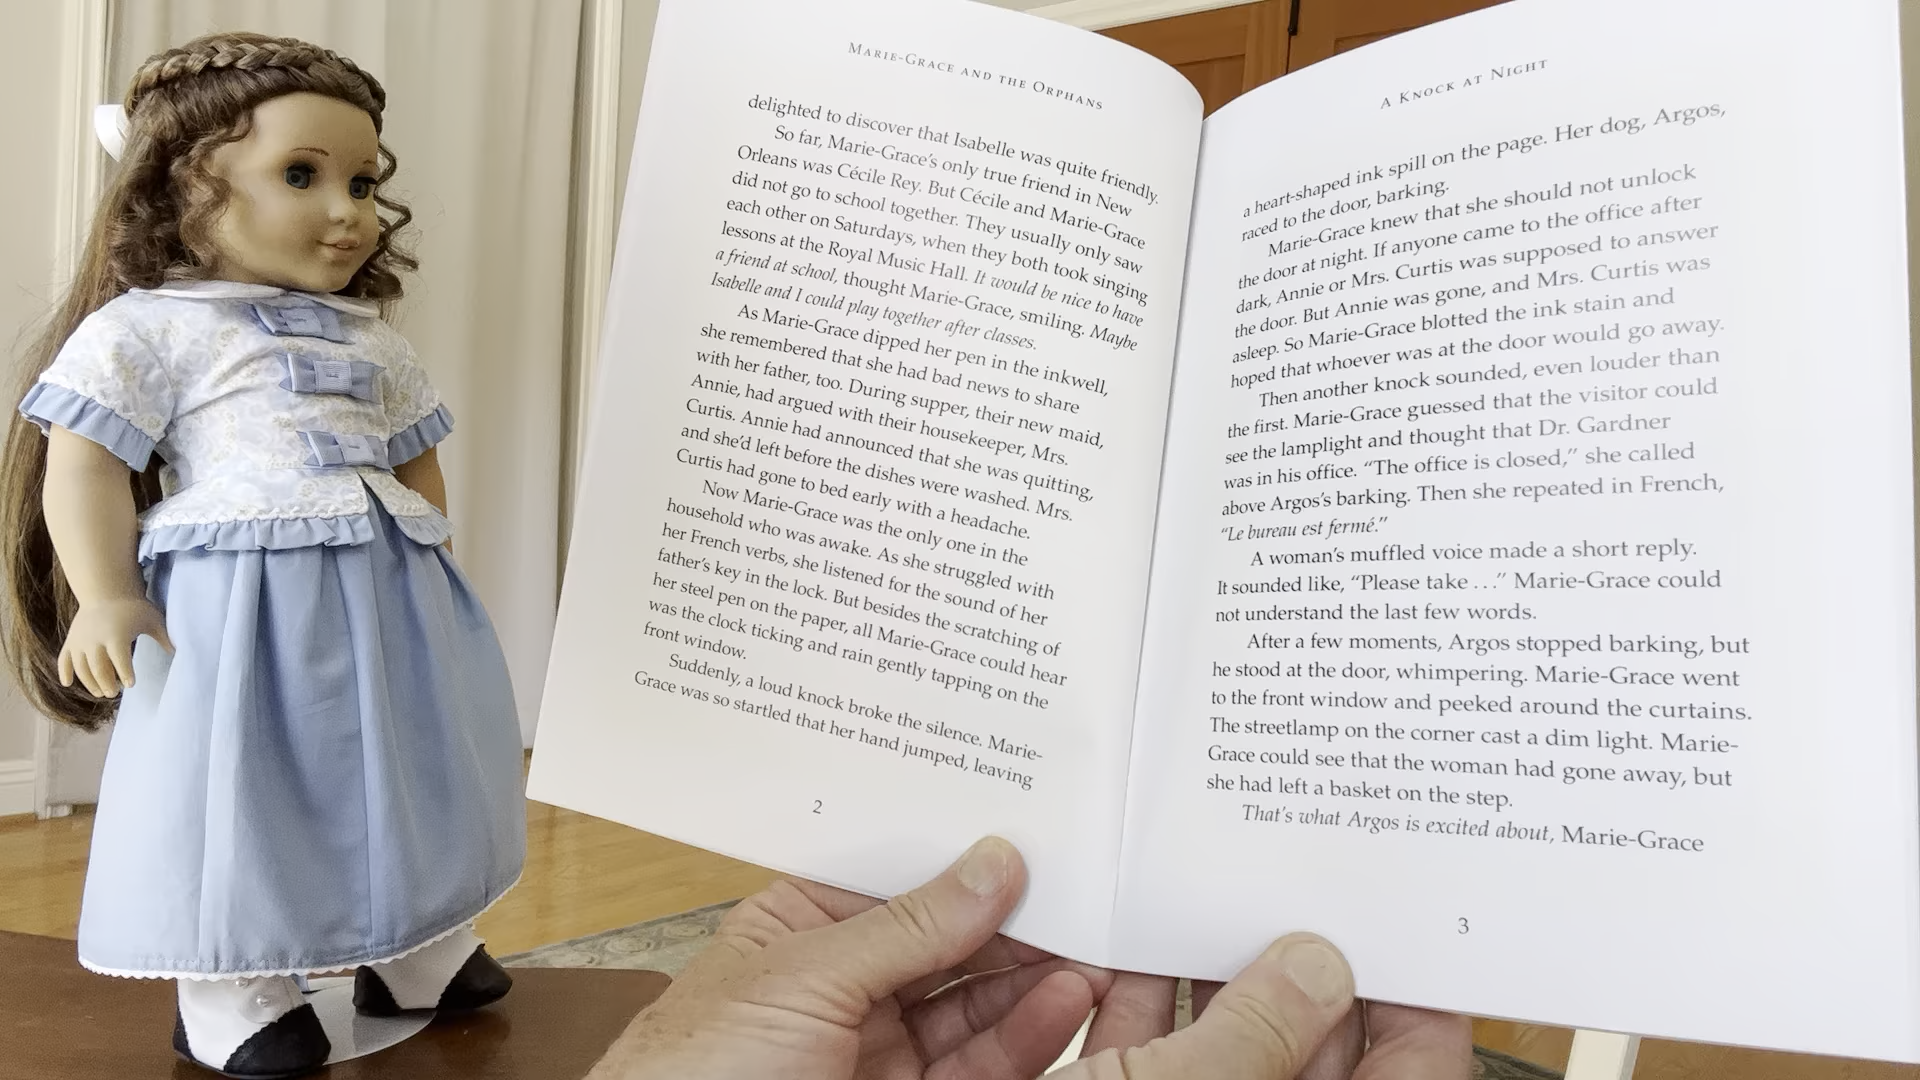 MARIE-GRACE AND THE ORPHANS
delighted to discover that Isabelle was quite friendly.
So far, Marie-Grace's only true friend in New
Orleans was Cécile Rey. But Cécile and Marie-Grace
did not go to school together. They usually only saw
each other on Saturdays, when they both took singing
lessons at the Royal Music Hall. It would be nice to have
a friend at school, thought Marie-Grace, smiling. Maybe
Isabelle and I could play together after classes.
As Marie-Grace dipped her pen in the inkwell,
she remembered that she had bad news to share
with her father, too. During supper, their new maid,
Annie, had argued with their housekeeper, Mrs.
Curtis. Annie had announced that she was quitting,
and she'd left before the dishes were washed. Mrs.
Curtis had gone to bed early with a headache.
Now Marie-Grace was the only one in the
household who was awake. As she struggled with
her French verbs, she listened for the sound of her
father's key in the lock. But besides the scratching of
her steel pen on the paper, all Marie-Grace could hear
was the clock ticking and rain gently tapping on the
front window.
Suddenly, a loud knock broke the silence. Marie-
Grace was so startled that her hand jumped, leaving
2
A KNOCK AT NIGHT
a heart-shaped ink spill on the page. Her dog, Argos,
raced to the door, barking.
Marie-Grace knew that she should not unlock
the door at night. If anyone came to the office after
dark, Annie or Mrs. Curtis was supposed to answer
the door. But Annie was gone, and Mrs. Curtis was
asleep. So Marie-Grace blotted the ink stain and
hoped that whoever was at the door would go away.
Then another knock sounded, even louder than
the first. Marie-Grace guessed that the visitor could
see the lamplight and thought that Dr. Gardner
was in his office. "The office is closed," she called
above Argos's barking. Then she repeated in French,
"Le bureau est fermé."
A woman's muffled voice made a short reply.
It sounded like, "Please take . . ." Marie-Grace could
not understand the last few words.
After a few moments, Argos stopped barking, but
he stood at the door, whimpering. Marie-Grace went
to the front window and peeked around the curtains.
The streetlamp on the corner cast a dim light. Marie-
Grace could see that the woman had gone away, but
she had left a basket on the step.
That's what Argos is excited about, Marie-Grace
3